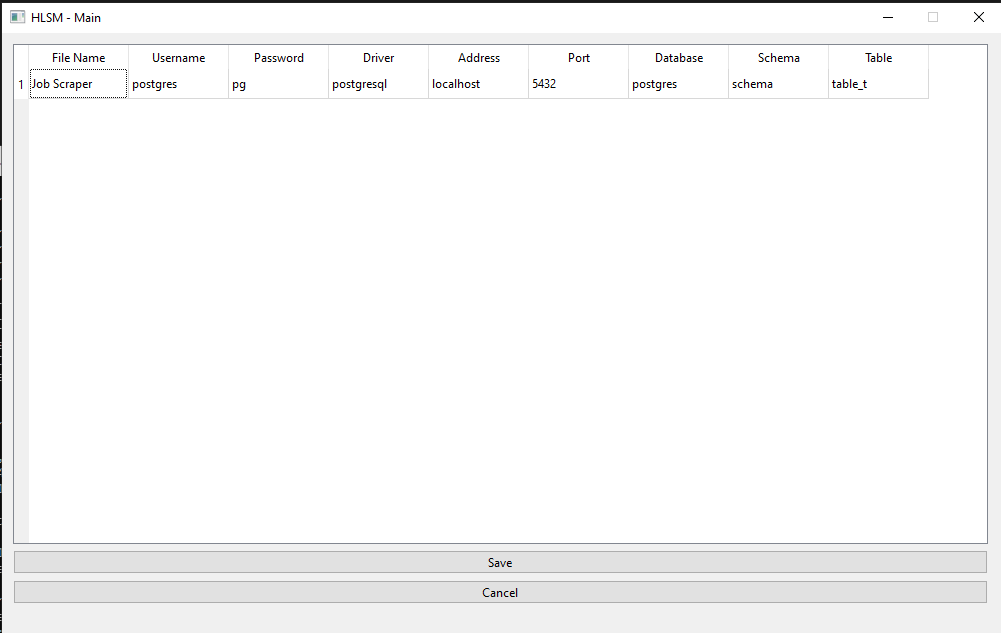 HLSM - Main
File Name Username Password Driver Address Port Database Schema Table
1 Job Scraper postgres pg postgresql localhost 5432 postgres schema table_t
Save
Cancel